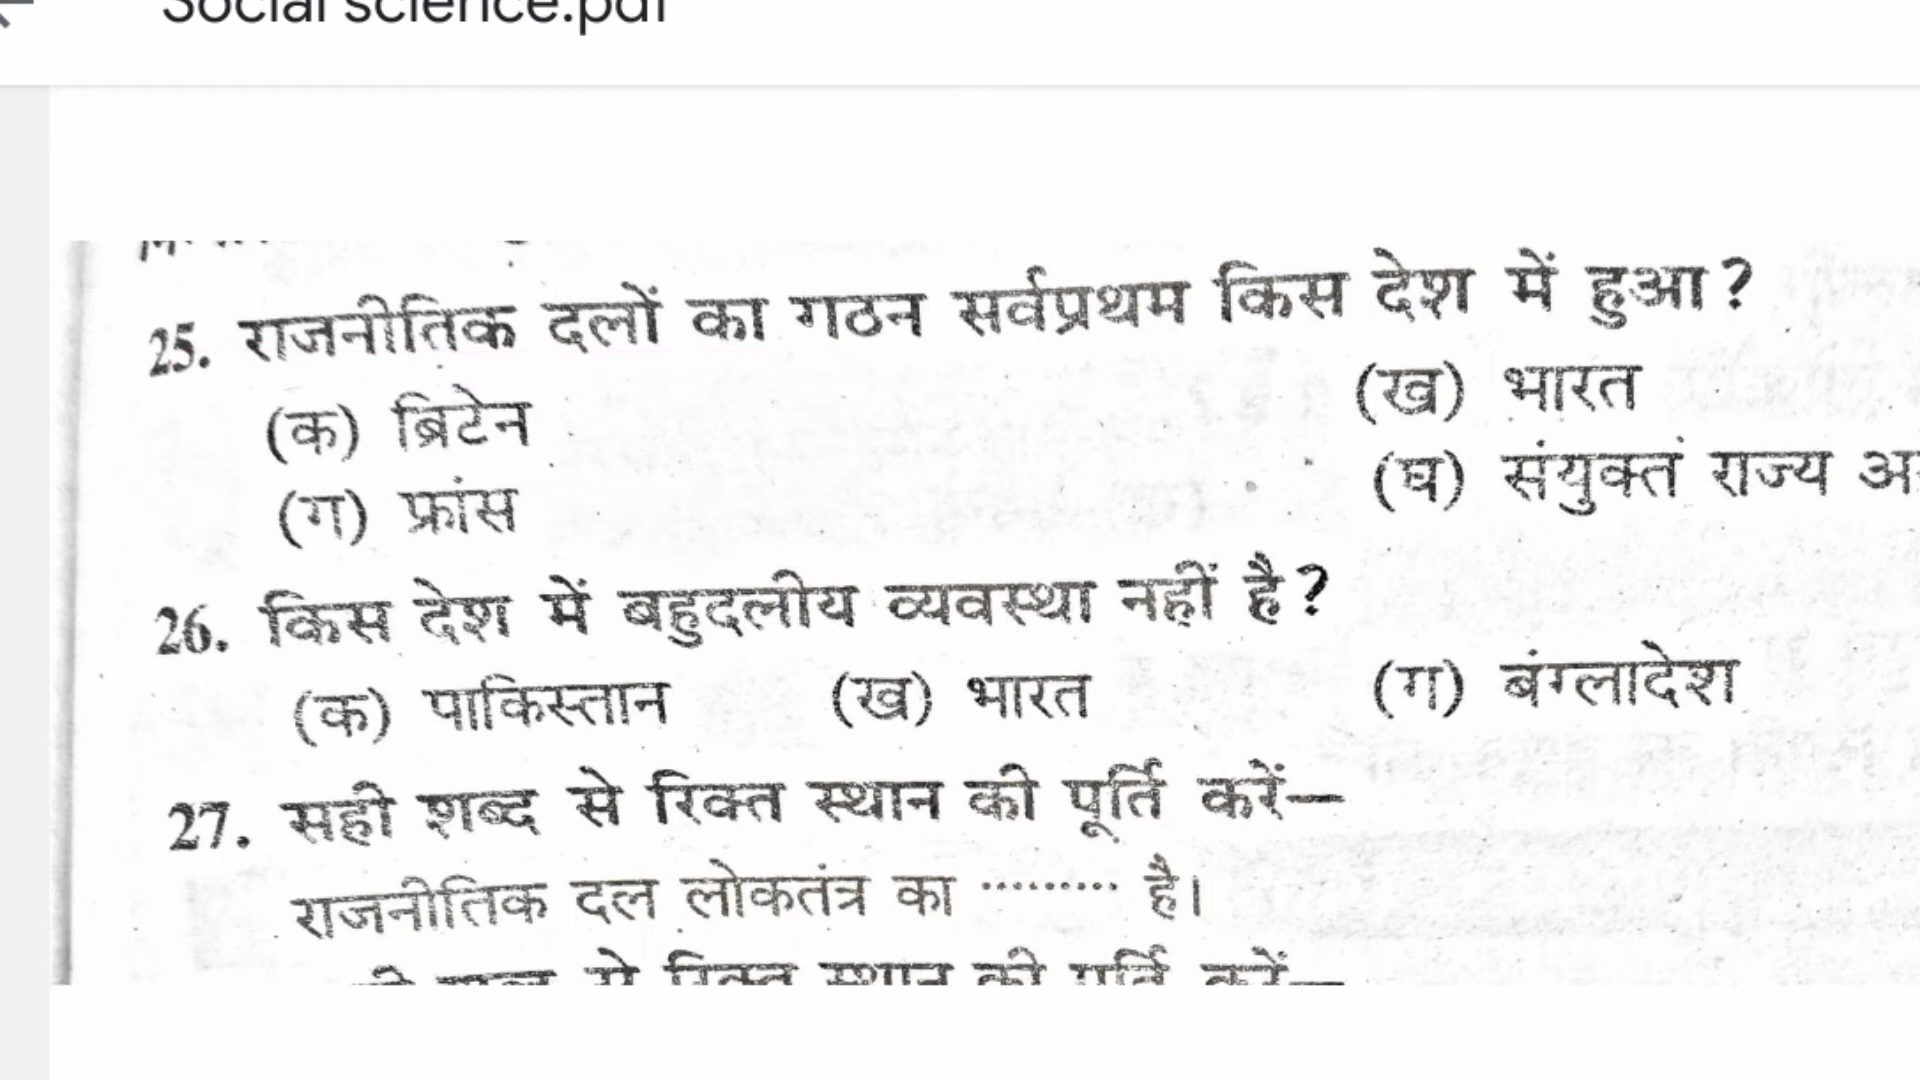 Social science.pdf
25. राजनीतिक दलों का गठन सर्वप्रथम किस देश में हुआ?
(क) ब्रिटेन (ख) भारत
(ग) फ्रांस (घ) संयुक्त राज्य
26. किस देश में बहुदलीय व्यवस्था नहीं है?
(क) पाकिस्तान (ख) भारत (ग) बंग्लादेश
27. सही शब्द से रिक्त स्थान की पूर्ति करें—
राजनीतिक दल लोकतंत्र का ········· है।
से रिक्त स्थान की पूर्ति करें—